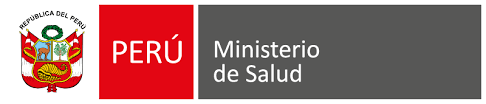 REPÚBLICA DEL PERÚ
PERÚ
Ministerio
de Salud